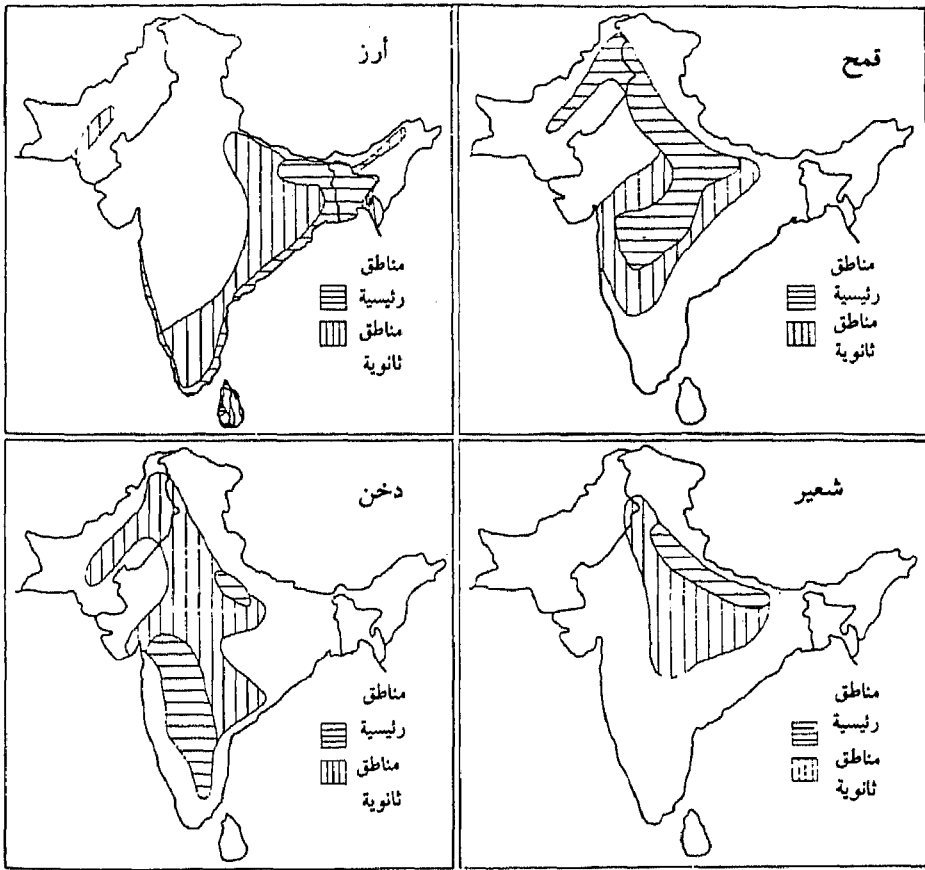 قمح
مناطق
رئيسية
مناطق
ثانوية
أرز
مناطق
رئيسية
مناطق
ثانوية
شعير
مناطق
رئيسية
مناطق
ثانوية
دخن
مناطق
رئيسية
مناطق
ثانوية